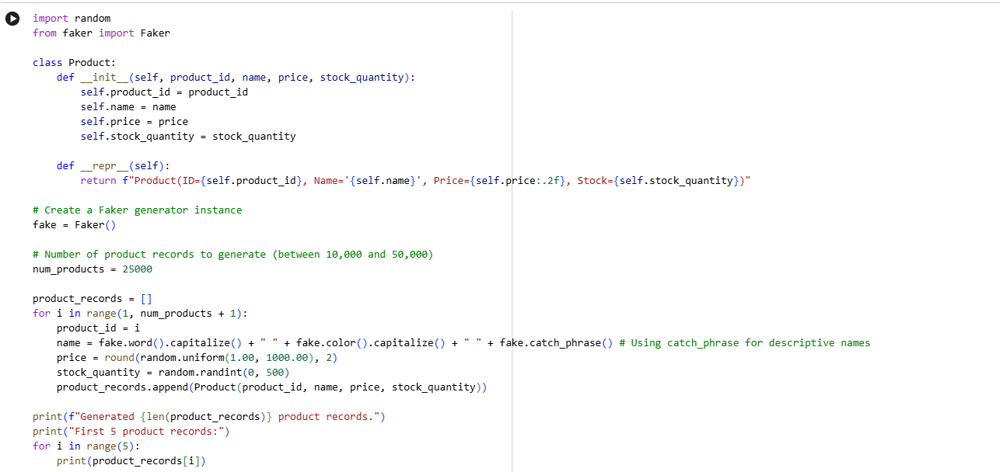 import random
from faker import Faker

class Product:
    def __init__(self, product_id, name, price, stock_quantity):
        self.product_id = product_id
        self.name = name
        self.price = price
        self.stock_quantity = stock_quantity

    def __repr__(self):
        return f"Product(ID={self.product_id}, Name='{self.name}', Price={self.price:.2f}, Stock={self.stock_quantity})"

# Create a Faker generator instance
fake = Faker()

# Number of product records to generate (between 10,000 and 50,000)
num_products = 25000

product_records = []
for i in range(1, num_products + 1):
    product_id = i
    name = fake.word().capitalize() + " " + fake.color().capitalize() + " " + fake.catch_phrase() # Using catch_phrase for descriptive names
    price = round(random.uniform(1.00, 1000.00), 2)
    stock_quantity = random.randint(0, 500)
    product_records.append(Product(product_id, name, price, stock_quantity))

print(f"Generated {len(product_records)} product records.")
print("First 5 product records:")
for i in range(5):
    print(product_records[i])